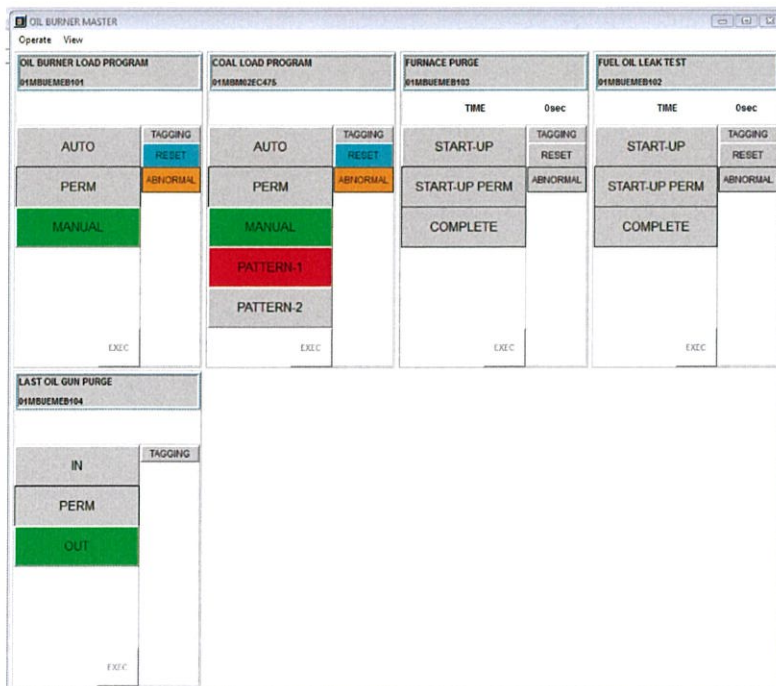 OIL BURNER MASTER
Operate View
OIL BURNER LOAD PROGRAM
01MBUEMEB101
AUTO
TAGGING
RESET
PERM
ABNORMAL
MANUAL
EXEC
COAL LOAD PROGRAM
01MBM02EC475
AUTO
TAGGING
RESET
PERM
ABNORMAL
MANUAL
PATTERN-1
PATTERN-2
EXEC
FURNACE PURGE
01MBUEMEB103
TIME 0sec
START-UP
TAGGING
RESET
START-UP PERM
ABNORMAL
COMPLETE
EXEC
FUEL OIL LEAK TEST
01MBUEMEB102
TIME 0sec
START-UP
TAGGING
RESET
START-UP PERM
ABNORMAL
COMPLETE
EXEC
LAST OIL GUN PURGE
01MBUEMEB104
IN
TAGGING
PERM
OUT
EXEC